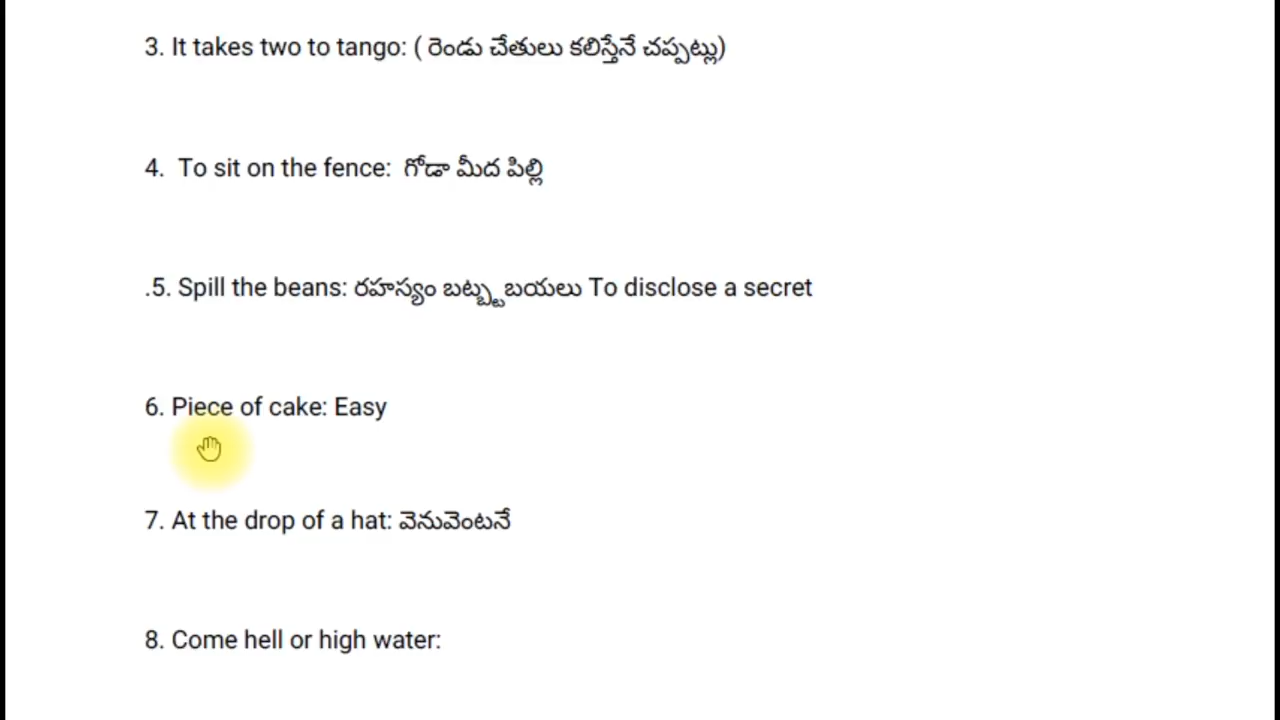 3. It takes two to tango: ( రెండు చేతులు కలిస్తేనే చప్పట్లు)
4.  To sit on the fence:  గోడా మీద పిల్లి
.5. Spill the beans: రహస్యం బట్బ్టబయలు To disclose a secret
6. Piece of cake: Easy
7. At the drop of a hat: వెనువెంటనే
8. Come hell or high water: